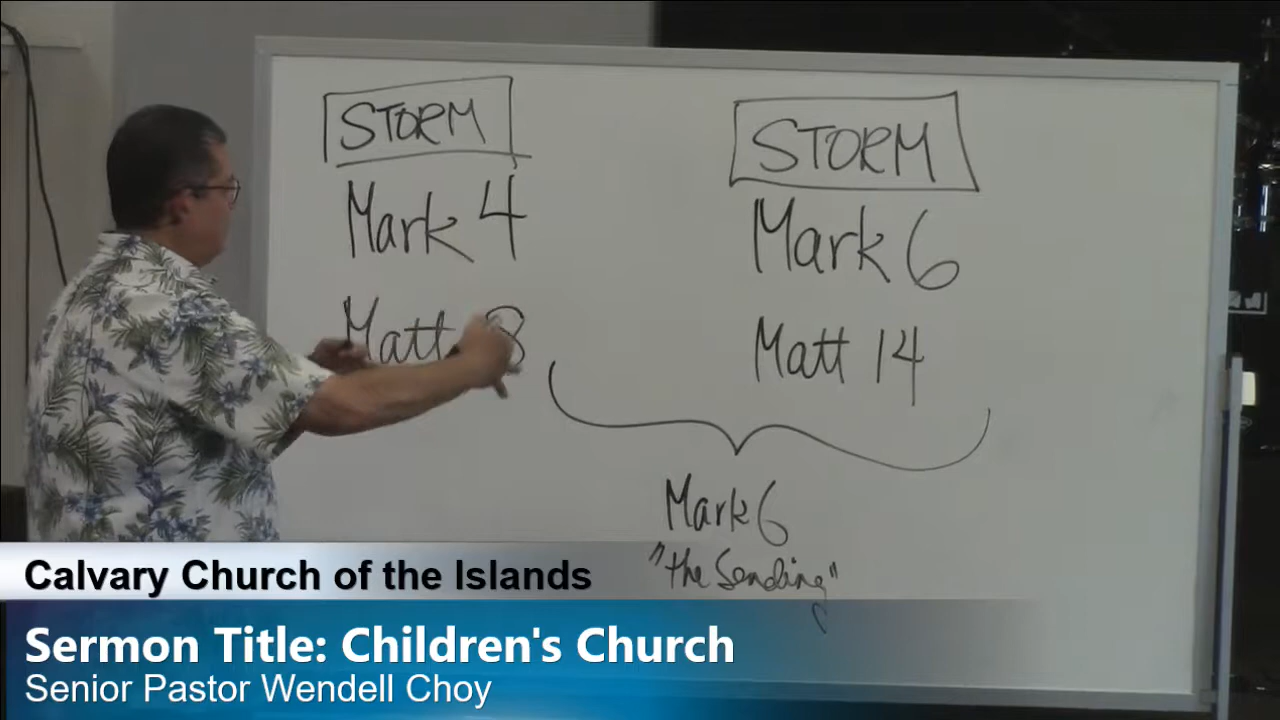 STORM
Mark 4
Matt 8
STORM
Mark 6
Matt 14
Mark 6
"the Sending"
Calvary Church of the Islands
Sermon Title: Children's Church
Senior Pastor Wendell Choy